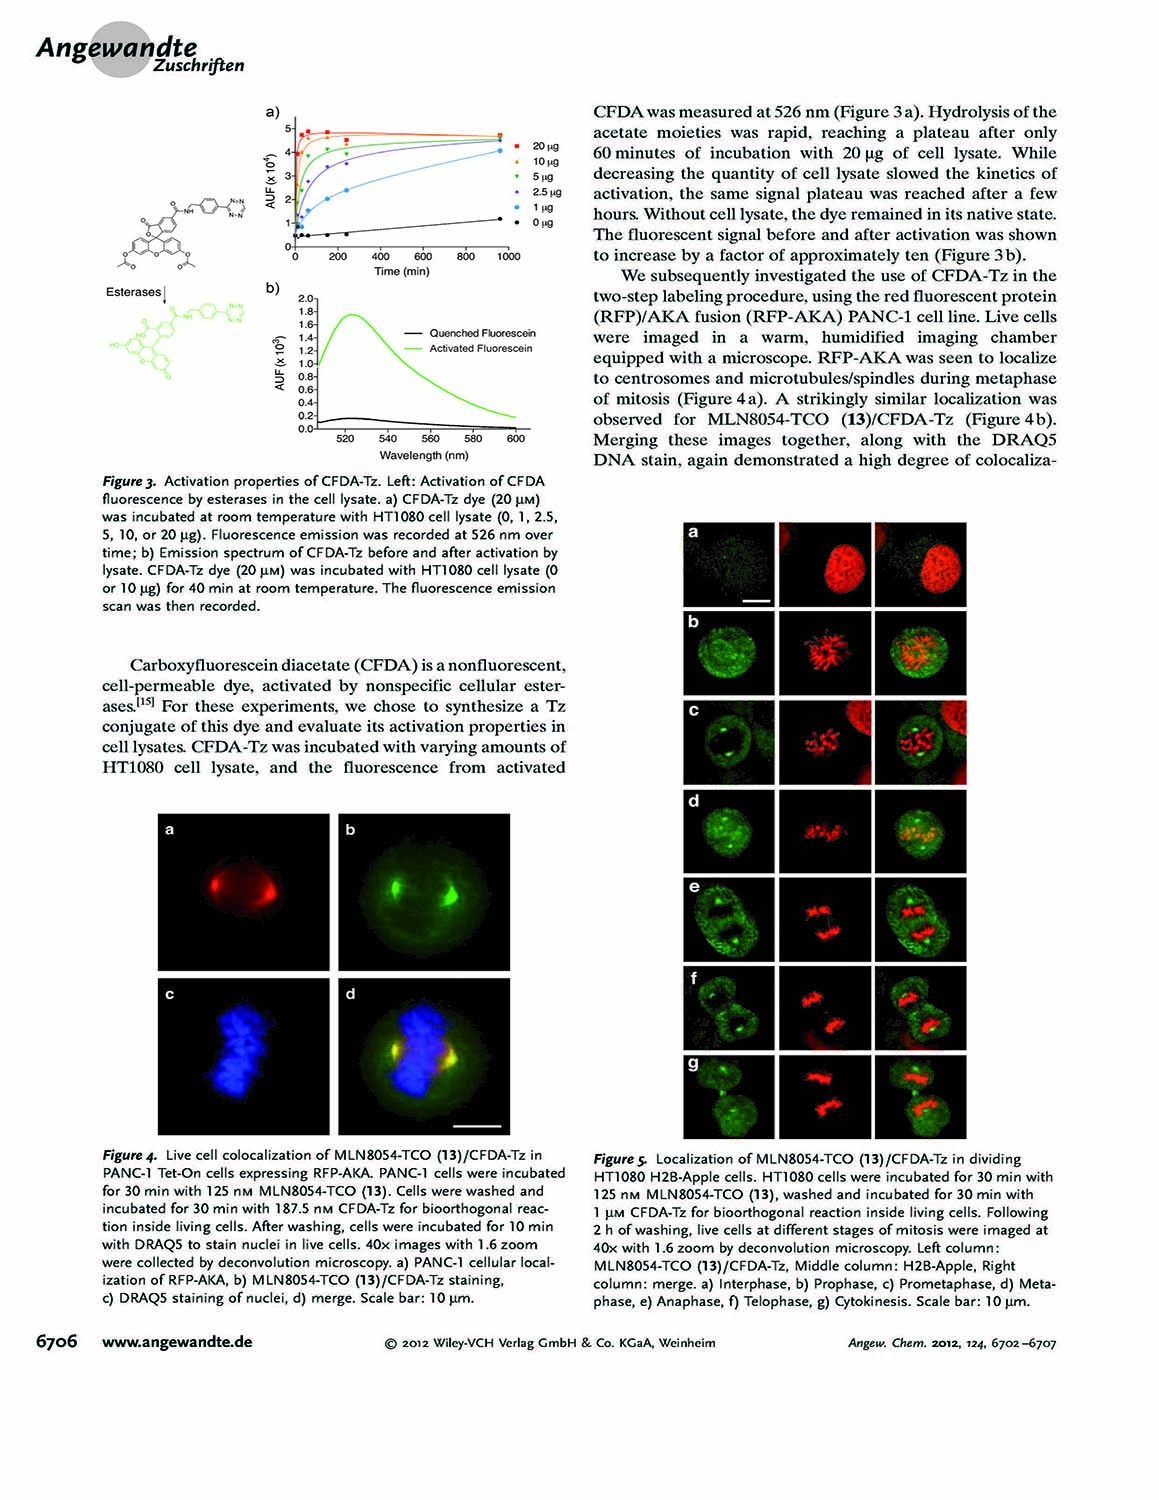 Angewandte
Zuschriften
a)
AUF (x 10⁴)
5
4
3
2
1
0
0 200 400 600 800 1000
Time (min)
20 µg
10 µg
5 µg
2.5 µg
1 µg
0 µg
Esterases
b)
AUF (x 10³)
2.0
1.8
1.6
1.4
1.2
1.0
0.8
0.6
0.4
0.2
0.0
520 540 560 580 600
Wavelength (nm)
Quenched Fluorescein
Activated Fluorescein
Figure 3. Activation properties of CFDA-Tz. Left: Activation of CFDA
fluorescence by esterases in the cell lysate. a) CFDA-Tz dye (20 µM)
was incubated at room temperature with HT1080 cell lysate (0, 1, 2.5,
5, 10, or 20 µg). Fluorescence emission was recorded at 526 nm over
time; b) Emission spectrum of CFDA-Tz before and after activation by
lysate. CFDA-Tz dye (20 µM) was incubated with HT1080 cell lysate (0
or 10 µg) for 40 min at room temperature. The fluorescence emission
scan was then recorded.
Carboxyfluorescein diacetate (CFDA) is a nonfluorescent,
cell-permeable dye, activated by nonspecific cellular ester-
ases.[15] For these experiments, we chose to synthesize a Tz
conjugate of this dye and evaluate its activation properties in
cell lysates. CFDA-Tz was incubated with varying amounts of
HT1080 cell lysate, and the fluorescence from activated
a
b
c
d
Figure 4. Live cell colocalization of MLN8054-TCO (13)/CFDA-Tz in
PANC-1 Tet-On cells expressing RFP-AKA. PANC-1 cells were incubated
for 30 min with 125 nM MLN8054-TCO (13). Cells were washed and
incubated for 30 min with 187.5 nM CFDA-Tz for bioorthogonal reac-
tion inside living cells. After washing, cells were incubated for 10 min
with DRAQ5 to stain nuclei in live cells. 40x images with 1.6 zoom
were collected by deconvolution microscopy. a) PANC-1 cellular local-
ization of RFP-AKA, b) MLN8054-TCO (13)/CFDA-Tz staining,
c) DRAQ5 staining of nuclei, d) merge. Scale bar: 10 µm.
CFDA was measured at 526 nm (Figure 3a). Hydrolysis of the
acetate moieties was rapid, reaching a plateau after only
60 minutes of incubation with 20 µg of cell lysate. While
decreasing the quantity of cell lysate slowed the kinetics of
activation, the same signal plateau was reached after a few
hours. Without cell lysate, the dye remained in its native state.
The fluorescent signal before and after activation was shown
to increase by a factor of approximately ten (Figure 3b).
We subsequently investigated the use of CFDA-Tz in the
two-step labeling procedure, using the red fluorescent protein
(RFP)/AKA fusion (RFP-AKA) PANC-1 cell line. Live cells
were imaged in a warm, humidified imaging chamber
equipped with a microscope. RFP-AKA was seen to localize
to centrosomes and microtubules/spindles during metaphase
of mitosis (Figure 4a). A strikingly similar localization was
observed for MLN8054-TCO (13)/CFDA-Tz (Figure 4b).
Merging these images together, along with the DRAQ5
DNA stain, again demonstrated a high degree of colocaliza-
a
b
c
d
e
f
g
Figure 5. Localization of MLN8054-TCO (13)/CFDA-Tz in dividing
HT1080 H2B-Apple cells. HT1080 cells were incubated for 30 min with
125 nM MLN8054-TCO (13), washed and incubated for 30 min with
1 µM CFDA-Tz for bioorthogonal reaction inside living cells. Following
2 h of washing, live cells at different stages of mitosis were imaged at
40x with 1.6 zoom by deconvolution microscopy. Left column:
MLN8054-TCO (13)/CFDA-Tz, Middle column: H2B-Apple, Right
column: merge. a) Interphase, b) Prophase, c) Prometaphase, d) Meta-
phase, e) Anaphase, f) Telophase, g) Cytokinesis. Scale bar: 10 µm.
6706 www.angewandte.de © 2012 Wiley-VCH Verlag GmbH & Co. KGaA, Weinheim Angew. Chem. 2012, 124, 6702–6707